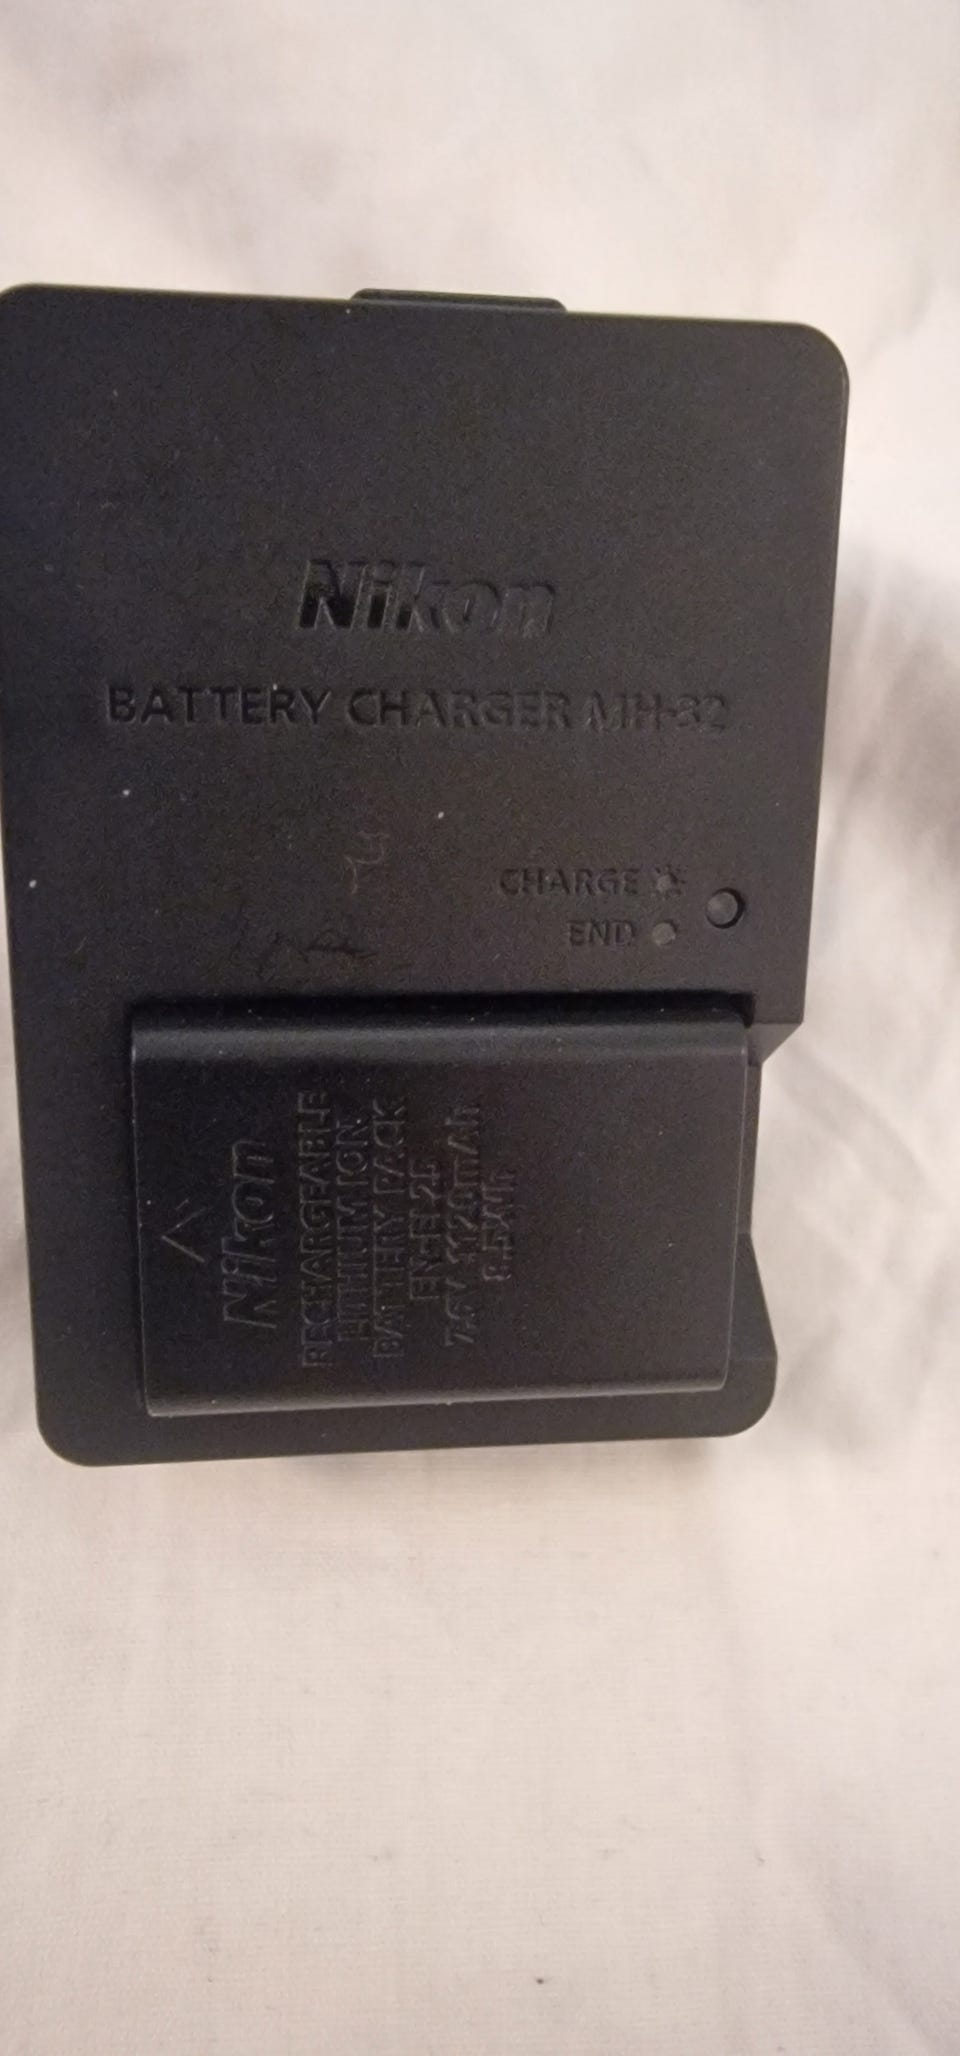 Nikon
BATTERY CHARGER MH-32
CHARGE
END
Nikon
RECHARGEABLE
LITHIUM ION
BATTERY PACK
EN-EL25
7.6V 1120mAh
8.5Wh